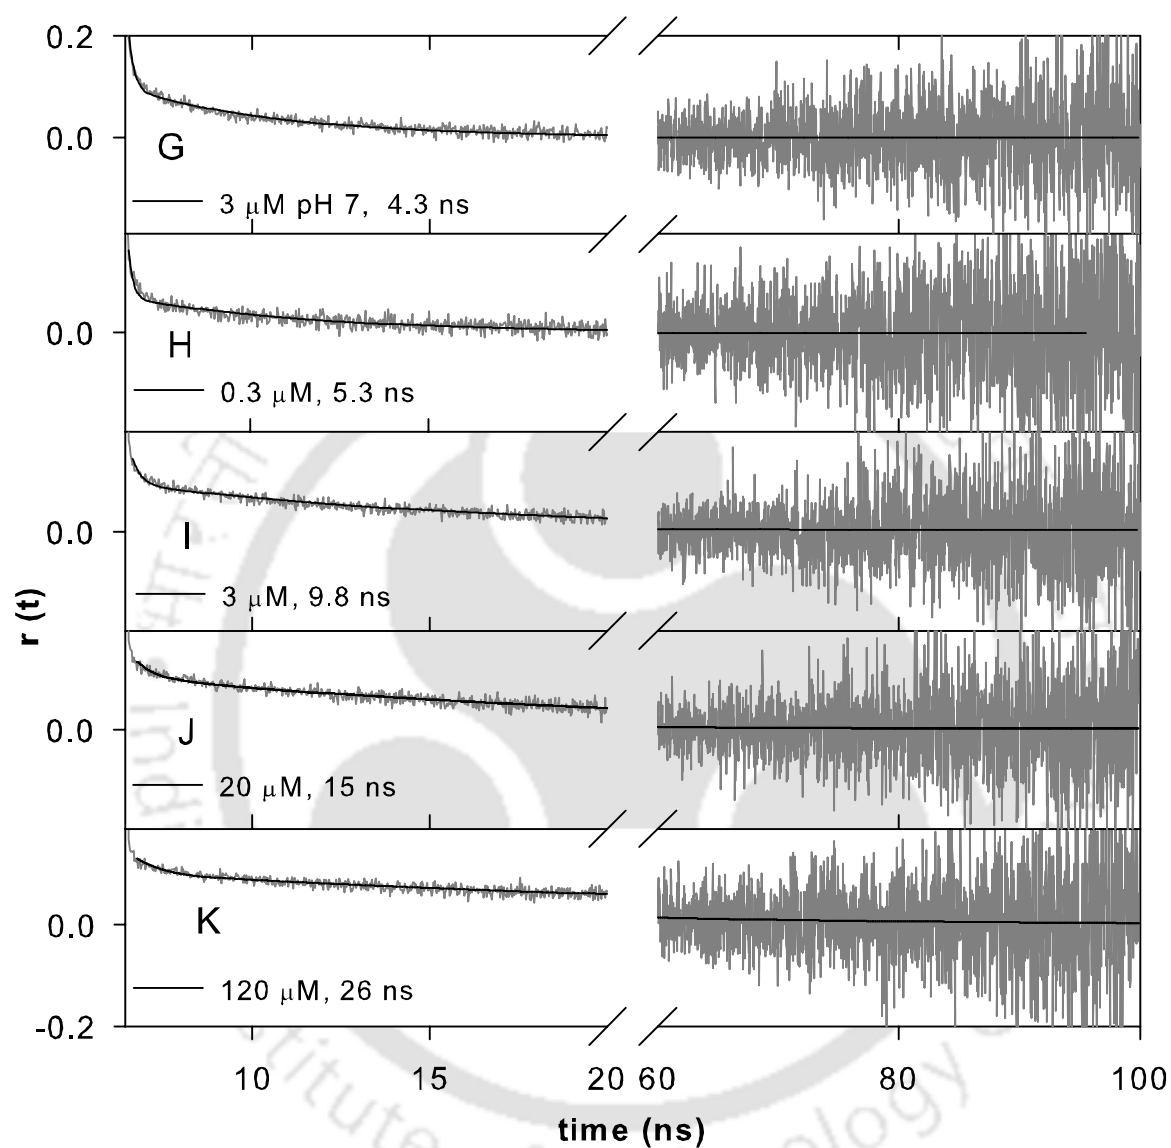 0.2
0.0
G
3 μM pH 7, 4.3 ns
0.0
H
0.3 μM, 5.3 ns
0.0
I
3 μM, 9.8 ns
r (t)
0.0
J
20 μM, 15 ns
0.0
K
120 μM, 26 ns
-0.2
10 15 20 60 80 100
time (ns)